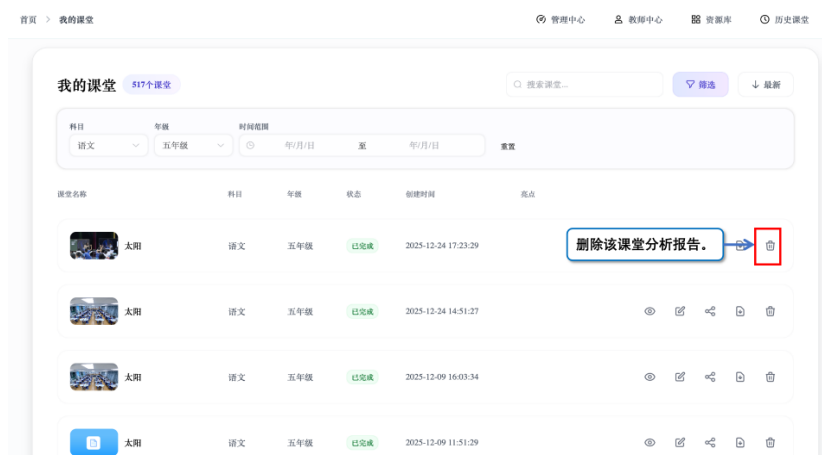 首页 > 我的课堂 管理中心 教师中心 资源库 历史课堂
我的课堂 517个课堂 搜索课堂... 筛选 最新
科目 年级 时间范围
语文 五年级 年/月/日 至 年/月/日 重置
课堂名称 科目 年级 状态 创建时间 亮点
太阳 语文 五年级 已完成 2025-12-24 17:23:29 删除该课堂分析报告。
太阳 语文 五年级 已完成 2025-12-24 14:51:27
太阳 语文 五年级 已完成 2025-12-09 16:03:34
太阳 语文 五年级 已完成 2025-12-09 11:51:29